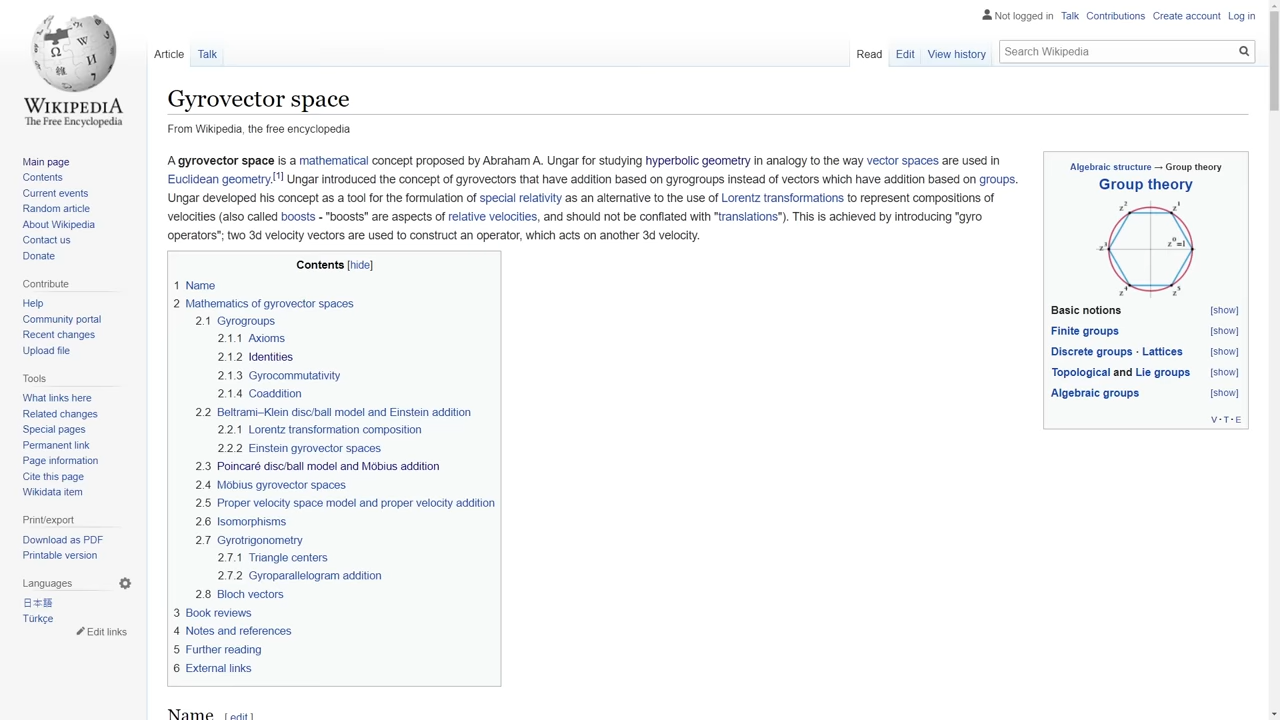 Not logged in Talk Contributions Create account Log in
Article Talk Read Edit View history Search Wikipedia
WIKIPEDIA
The Free Encyclopedia
Main page
Contents
Current events
Random article
About Wikipedia
Contact us
Donate
Contribute
Help
Community portal
Recent changes
Upload file
Tools
What links here
Related changes
Special pages
Permanent link
Page information
Cite this page
Wikidata item
Print/export
Download as PDF
Printable version
Languages
日本語
Türkçe
Edit links
Gyrovector space
From Wikipedia, the free encyclopedia
A gyrovector space is a mathematical concept proposed by Abraham A. Ungar for studying hyperbolic geometry in analogy to the way vector spaces are used in
Euclidean geometry.[1] Ungar introduced the concept of gyrovectors that have addition based on gyrogroups instead of vectors which have addition based on groups.
Ungar developed his concept as a tool for the formulation of special relativity as an alternative to the use of Lorentz transformations to represent compositions of
velocities (also called boosts - "boosts" are aspects of relative velocities, and should not be conflated with "translations"). This is achieved by introducing "gyro
operators"; two 3d velocity vectors are used to construct an operator, which acts on another 3d velocity.
Contents [hide]
1 Name
2 Mathematics of gyrovector spaces
2.1 Gyrogroups
2.1.1 Axioms
2.1.2 Identities
2.1.3 Gyrocommutativity
2.1.4 Coaddition
2.2 Beltrami–Klein disc/ball model and Einstein addition
2.2.1 Lorentz transformation composition
2.2.2 Einstein gyrovector spaces
2.3 Poincaré disc/ball model and Möbius addition
2.4 Möbius gyrovector spaces
2.5 Proper velocity space model and proper velocity addition
2.6 Isomorphisms
2.7 Gyrotrigonometry
2.7.1 Triangle centers
2.7.2 Gyroparallelogram addition
2.8 Bloch vectors
3 Book reviews
4 Notes and references
5 Further reading
6 External links
Name [ edit ]
Algebraic structure → Group theory
Group theory
z² z¹
z³ z⁰=1
z⁴ z⁵
Basic notions [show]
Finite groups [show]
Discrete groups · Lattices [show]
Topological and Lie groups [show]
Algebraic groups [show]
V · T · E